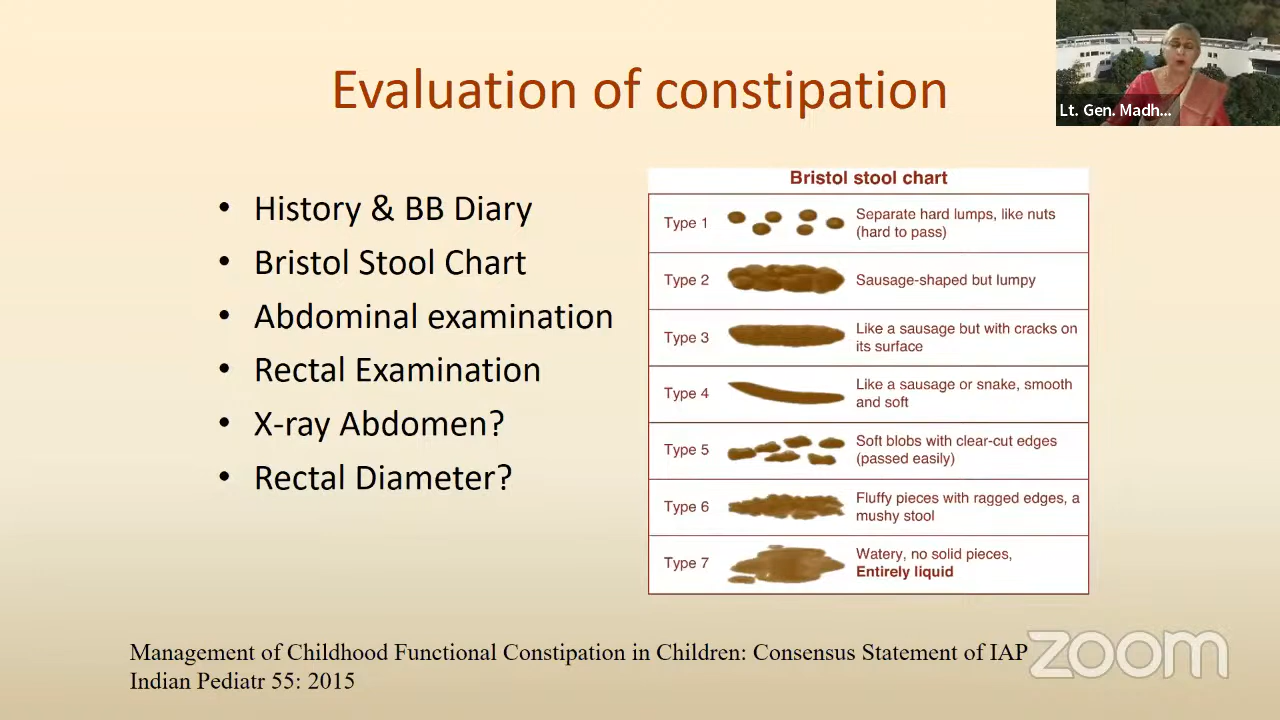 Evaluation of constipation
Lt. Gen. Madh...
• History & BB Diary
• Bristol Stool Chart
• Abdominal examination
• Rectal Examination
• X-ray Abdomen?
• Rectal Diameter?
Bristol stool chart
Type 1
Separate hard lumps, like nuts
(hard to pass)
Type 2
Sausage-shaped but lumpy
Type 3
Like a sausage but with cracks on
its surface
Type 4
Like a sausage or snake, smooth
and soft
Type 5
Soft blobs with clear-cut edges
(passed easily)
Type 6
Fluffy pieces with ragged edges, a
mushy stool
Type 7
Watery, no solid pieces,
Entirely liquid
Management of Childhood Functional Constipation in Children: Consensus Statement of IAP
Indian Pediatr 55: 2015
zoom